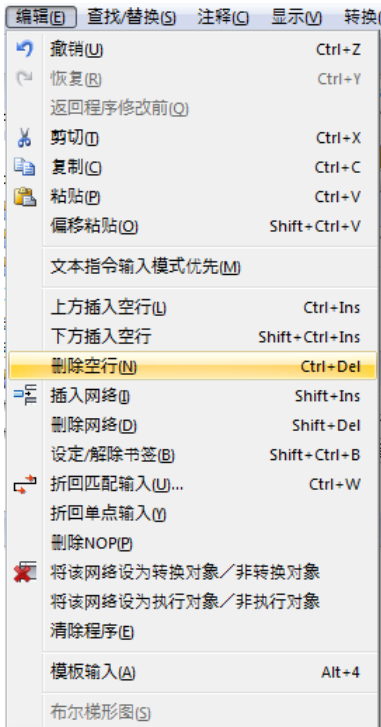 编辑(E) 查找/替换(S) 注释(C) 显示(V) 转换(
撤销(U) Ctrl+Z
恢复(R) Ctrl+Y
返回程序修改前(Q)
剪切(T) Ctrl+X
复制(C) Ctrl+C
粘贴(P) Ctrl+V
偏移粘贴(O) Shift+Ctrl+V
文本指令输入模式优先(M)
上方插入空行(L) Ctrl+Ins
下方插入空行 Shift+Ctrl+Ins
删除空行(N) Ctrl+Del
插入网络(I) Shift+Ins
删除网络(D) Shift+Del
设定/解除书签(B) Shift+Ctrl+B
折回匹配输入(U)... Ctrl+W
折回单点输入(Y)
删除NOP(P)
将该网络设为转换对象／非转换对象
将该网络设为执行对象／非执行对象
清除程序(E)
模板输入(A) Alt+4
布尔梯形图(S)